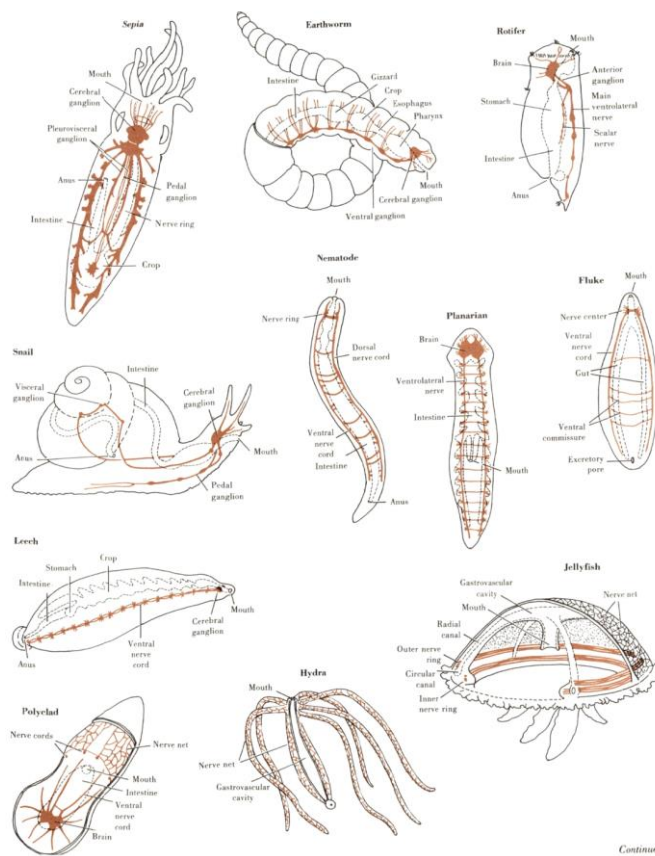 Sepia
Mouth
Cerebral
ganglion
Pleurovisceral
ganglion
Anus
Intestine
Pedal
ganglion
Nerve ring
Crop
Earthworm
Intestine
Gizzard
Crop
Esophagus
Pharynx
Mouth
Cerebral ganglion
Ventral ganglion
Rotifer
Mouth
Brain
Anterior
ganglion
Stomach
Main
ventrolateral
nerve
Scalar
nerve
Intestine
Anus
Snail
Visceral
ganglion
Intestine
Cerebral
ganglion
Anus
Mouth
Pedal
ganglion
Nematode
Mouth
Nerve ring
Dorsal
nerve cord
Ventral
nerve
cord
Intestine
Anus
Planarian
Brain
Ventrolateral
nerve
Intestine
Mouth
Fluke
Mouth
Nerve center
Ventral
nerve
cord
Gut
Ventral
commissure
Excretory
pore
Leech
Crop
Stomach
Intestine
Mouth
Cerebral
ganglion
Ventral
nerve
cord
Anus
Jellyfish
Gastrovascular
cavity
Nerve net
Mouth
Radial
canal
Outer nerve
ring
Circular
canal
Inner
nerve ring
Polyclad
Nerve cords
Nerve net
Mouth
Intestine
Ventral
nerve
cord
Brain
Hydra
Mouth
Nerve net
Gastrovascular
cavity